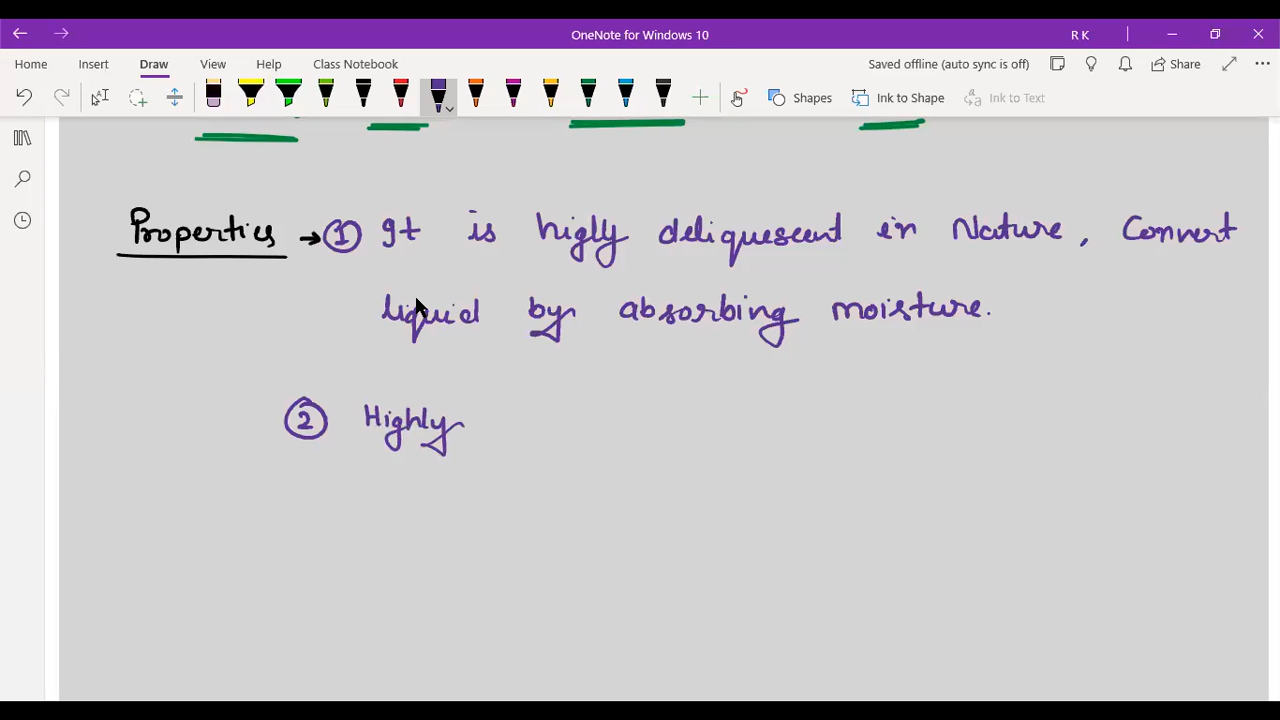 OneNote for Windows 10
R K
Home Insert Draw View Help Class Notebook
Saved offline (auto sync is off)
Share
Shapes
Ink to Shape
Ink to Text
Properties → 1 It is higly deliquescent in Nature, Convert
liquid by absorbing moisture.
2 Highly